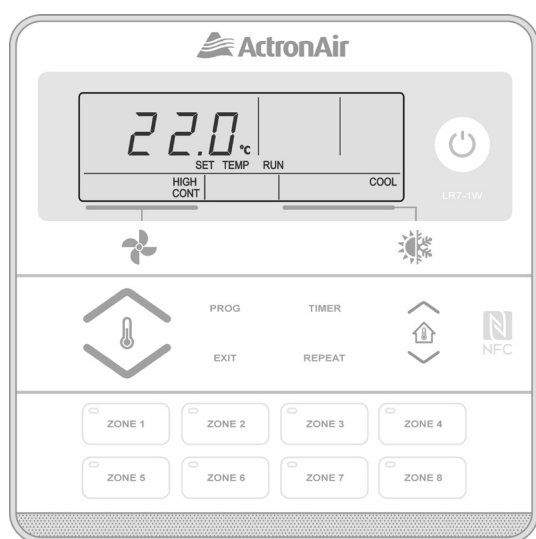 ActronAir
22.0 °C
SET TEMP RUN
HIGH COOL
CONT
LR7-1W
PROG TIMER
EXIT REPEAT
NFC
ZONE 1 ZONE 2 ZONE 3 ZONE 4
ZONE 5 ZONE 6 ZONE 7 ZONE 8